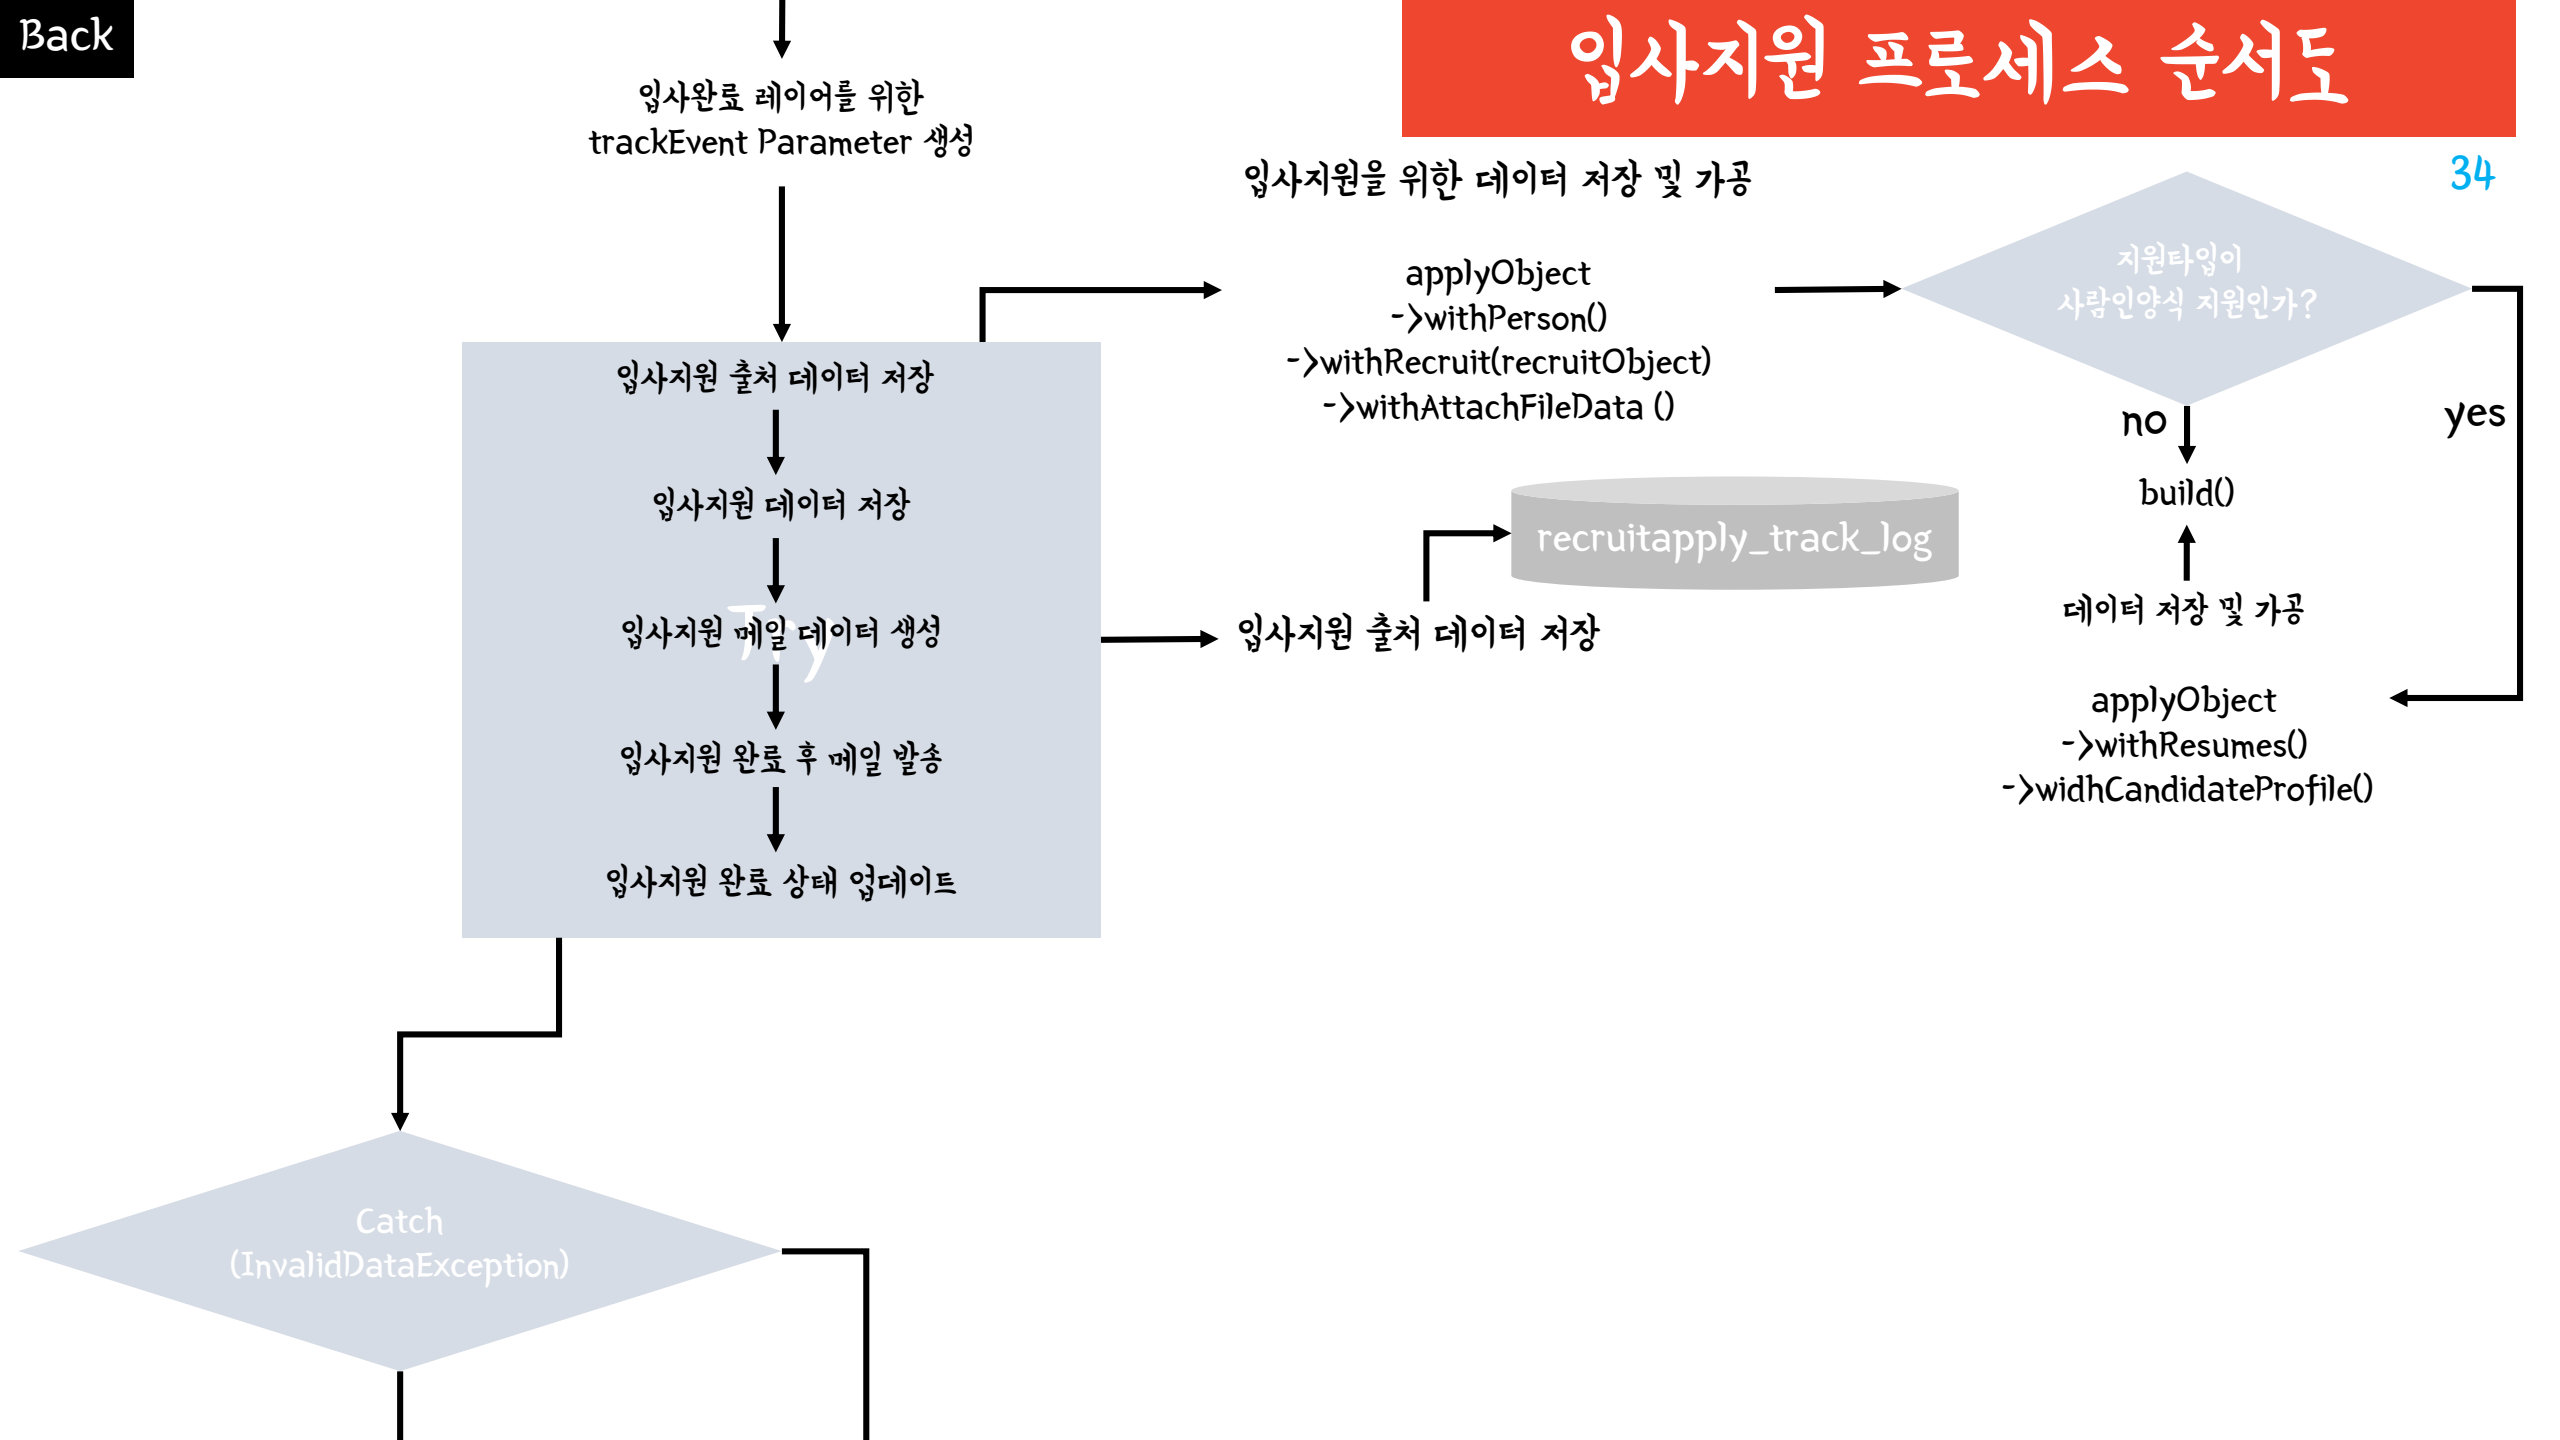 Back
입사지원 프로세스 순서도
34
입사완료 레이어를 위한
trackEvent Parameter 생성
입사지원을 위한 데이터 저장 및 가공
applyObject
->withPerson()
->withRecruit(recruitObject)
->withAttachFileData ()
지원타입이
사람인양식 지원인가?
no
yes
build()
데이터 저장 및 가공
applyObject
->withResumes()
->widhCandidateProfile()
Try
입사지원 출처 데이터 저장
입사지원 데이터 저장
입사지원 메일 데이터 생성
입사지원 완료 후 메일 발송
입사지원 완료 상태 업데이트
recruitapply_track_log
입사지원 출처 데이터 저장
Catch
(InvalidDataException)